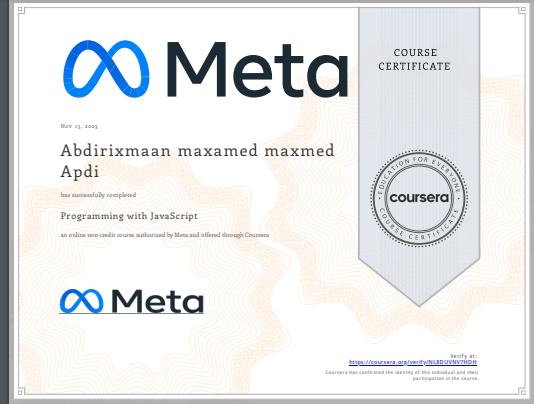 Meta
COURSE
CERTIFICATE
Nov 13, 2023
Abdirixmaan maxamed maxmed
Apdi
has successfully completed
Programming with JavaScript
an online non-credit course authorized by Meta and offered through Coursera
EDUCATION FOR EVERYONE
coursera
COURSE CERTIFICATE
Meta
Verify at:
https://coursera.org/verify/NL8DUVNV7HDH
Coursera has confirmed the identity of this individual and their
participation in the course.